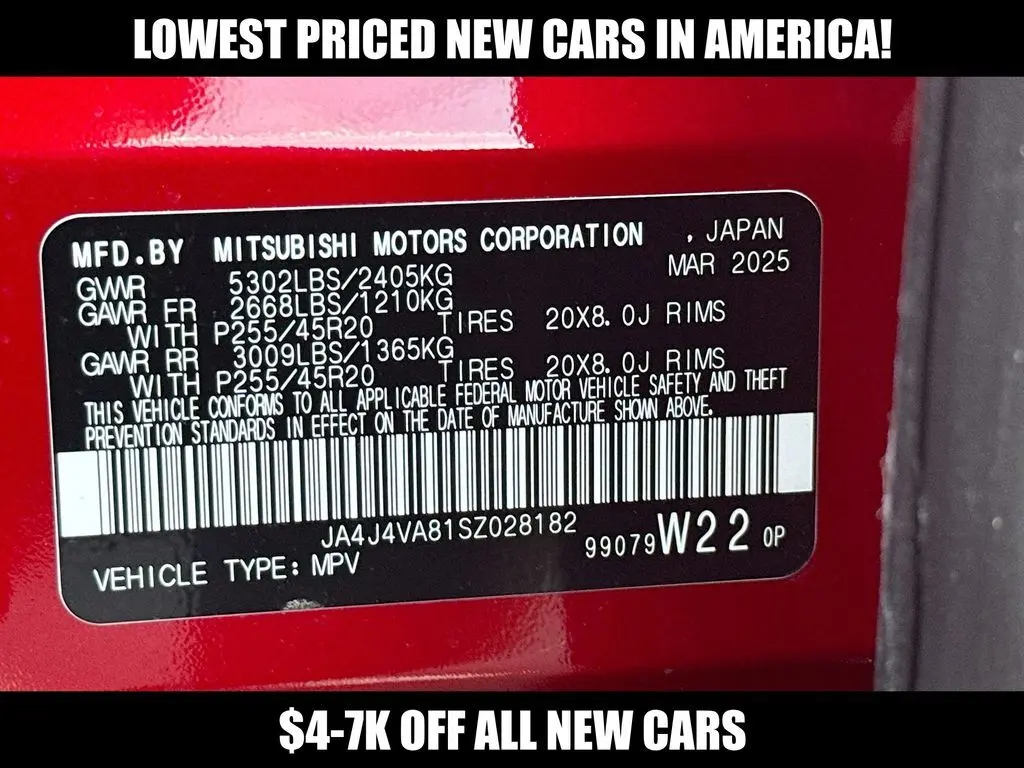 LOWEST PRICED NEW CARS IN AMERICA!
MFD.BY MITSUBISHI MOTORS CORPORATION , JAPAN
MAR 2025
GVWR 5302LBS/2405KG
GAWR FR 2668LBS/1210KG
WITH P255/45R20 TIRES 20X8.0J RIMS
GAWR RR 3009LBS/1365KG
WITH P255/45R20 TIRES 20X8.0J RIMS
THIS VEHICLE CONFORMS TO ALL APPLICABLE FEDERAL MOTOR VEHICLE SAFETY AND THEFT
PREVENTION STANDARDS IN EFFECT ON THE DATE OF MANUFACTURE SHOWN ABOVE.
JA4J4VA81SZ028182
99079W22 0P
VEHICLE TYPE: MPV
$4-7K OFF ALL NEW CARS